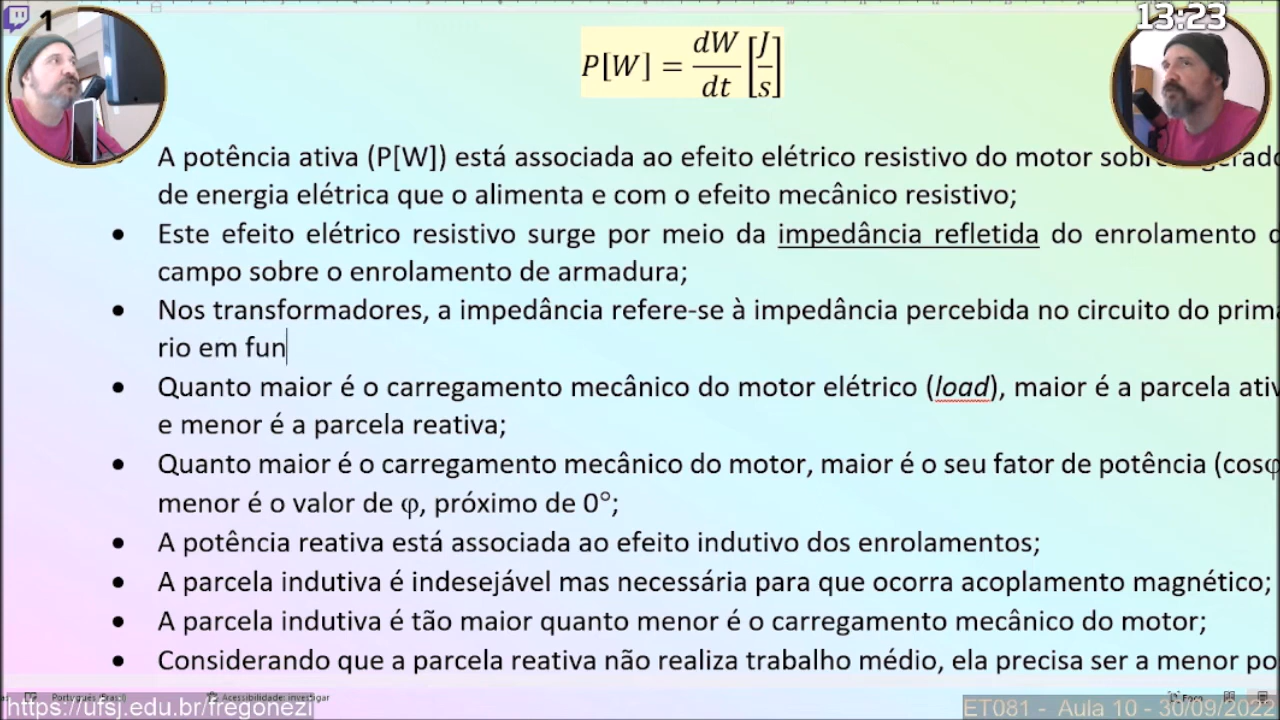 1
13:23
P[W] = dW/dt [J/s]
A potência ativa (P[W]) está associada ao efeito elétrico resistivo do motor
de energia elétrica que o alimenta e com o efeito mecânico resistivo;
• Este efeito elétrico resistivo surge por meio da impedância refletida do enrolamento
campo sobre o enrolamento de armadura;
• Nos transformadores, a impedância refere-se à impedância percebida no circuito do prim
rio em fun
• Quanto maior é o carregamento mecânico do motor elétrico (load), maior é a parcela ati
e menor é a parcela reativa;
• Quanto maior é o carregamento mecânico do motor, maior é o seu fator de potência (cosφ
menor é o valor de φ, próximo de 0°;
• A potência reativa está associada ao efeito indutivo dos enrolamentos;
• A parcela indutiva é indesejável mas necessária para que ocorra acoplamento magnético;
• A parcela indutiva é tão maior quanto menor é o carregamento mecânico do motor;
• Considerando que a parcela reativa não realiza trabalho médio, ela precisa ser a menor po
Português (Brasil) Acessibilidade: investigar Foco
https://ufsj.edu.br/fregonezi ET081 - Aula 10 - 30/09/2022